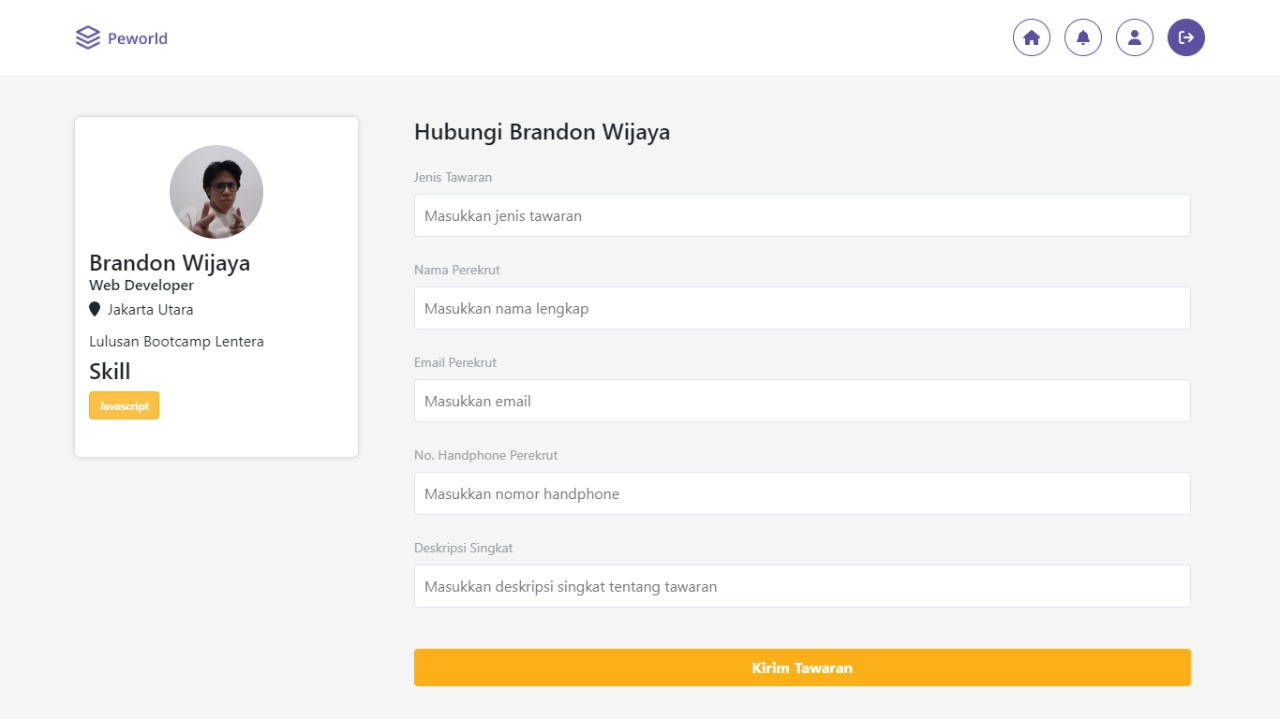 Peworld
Brandon Wijaya
Web Developer
Jakarta Utara
Lulusan Bootcamp Lentera
Skill
Javascript
Hubungi Brandon Wijaya
Jenis Tawaran
Masukkan jenis tawaran
Nama Perekrut
Masukkan nama lengkap
Email Perekrut
Masukkan email
No. Handphone Perekrut
Masukkan nomor handphone
Deskripsi Singkat
Masukkan deskripsi singkat tentang tawaran
Kirim Tawaran